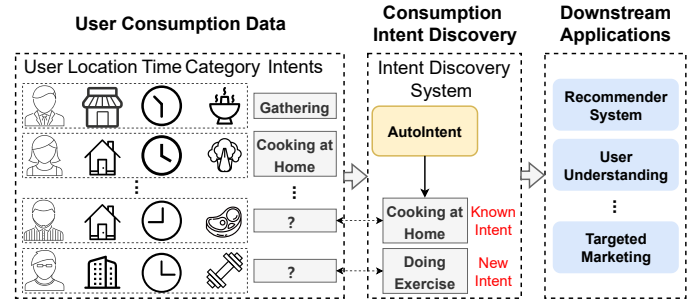 User Consumption Data
Consumption
Intent Discovery
Downstream
Applications
User Location Time Category Intents
Gathering
Cooking at
Home
?
?
Intent Discovery
System
AutoIntent
Cooking at
Home
Known
Intent
Doing
Exercise
New
Intent
Recommender
System
User
Understanding
Targeted
Marketing